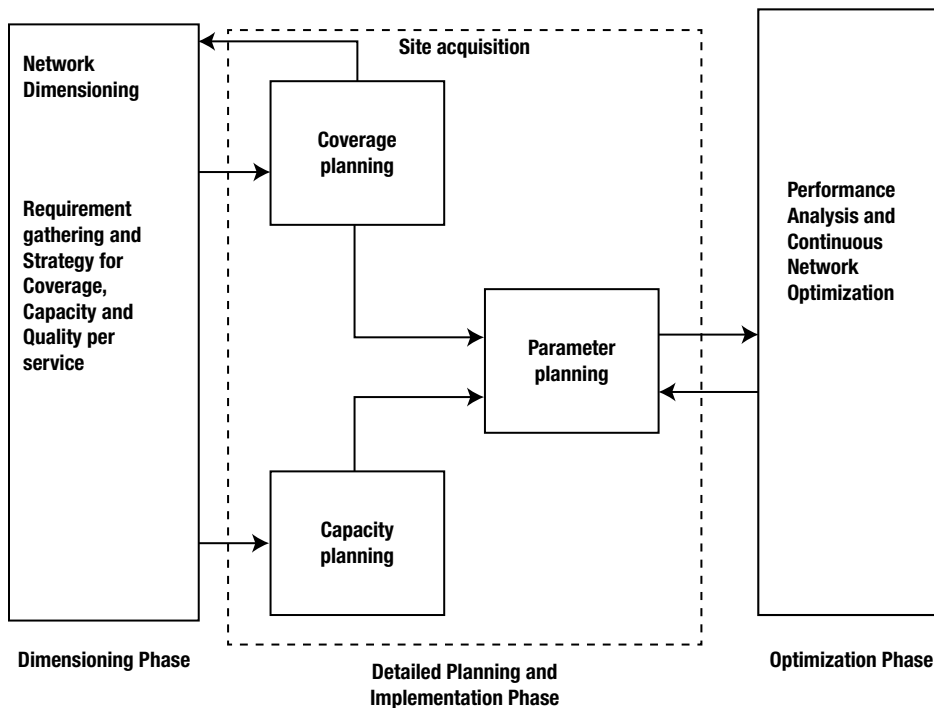 Network
Dimensioning
Requirement
gathering and
Strategy for
Coverage,
Capacity and
Quality per
service
Dimensioning Phase
Site acquisition
Coverage
planning
Parameter
planning
Capacity
planning
Detailed Planning and
Implementation Phase
Performance
Analysis and
Continuous
Network
Optimization
Optimization Phase